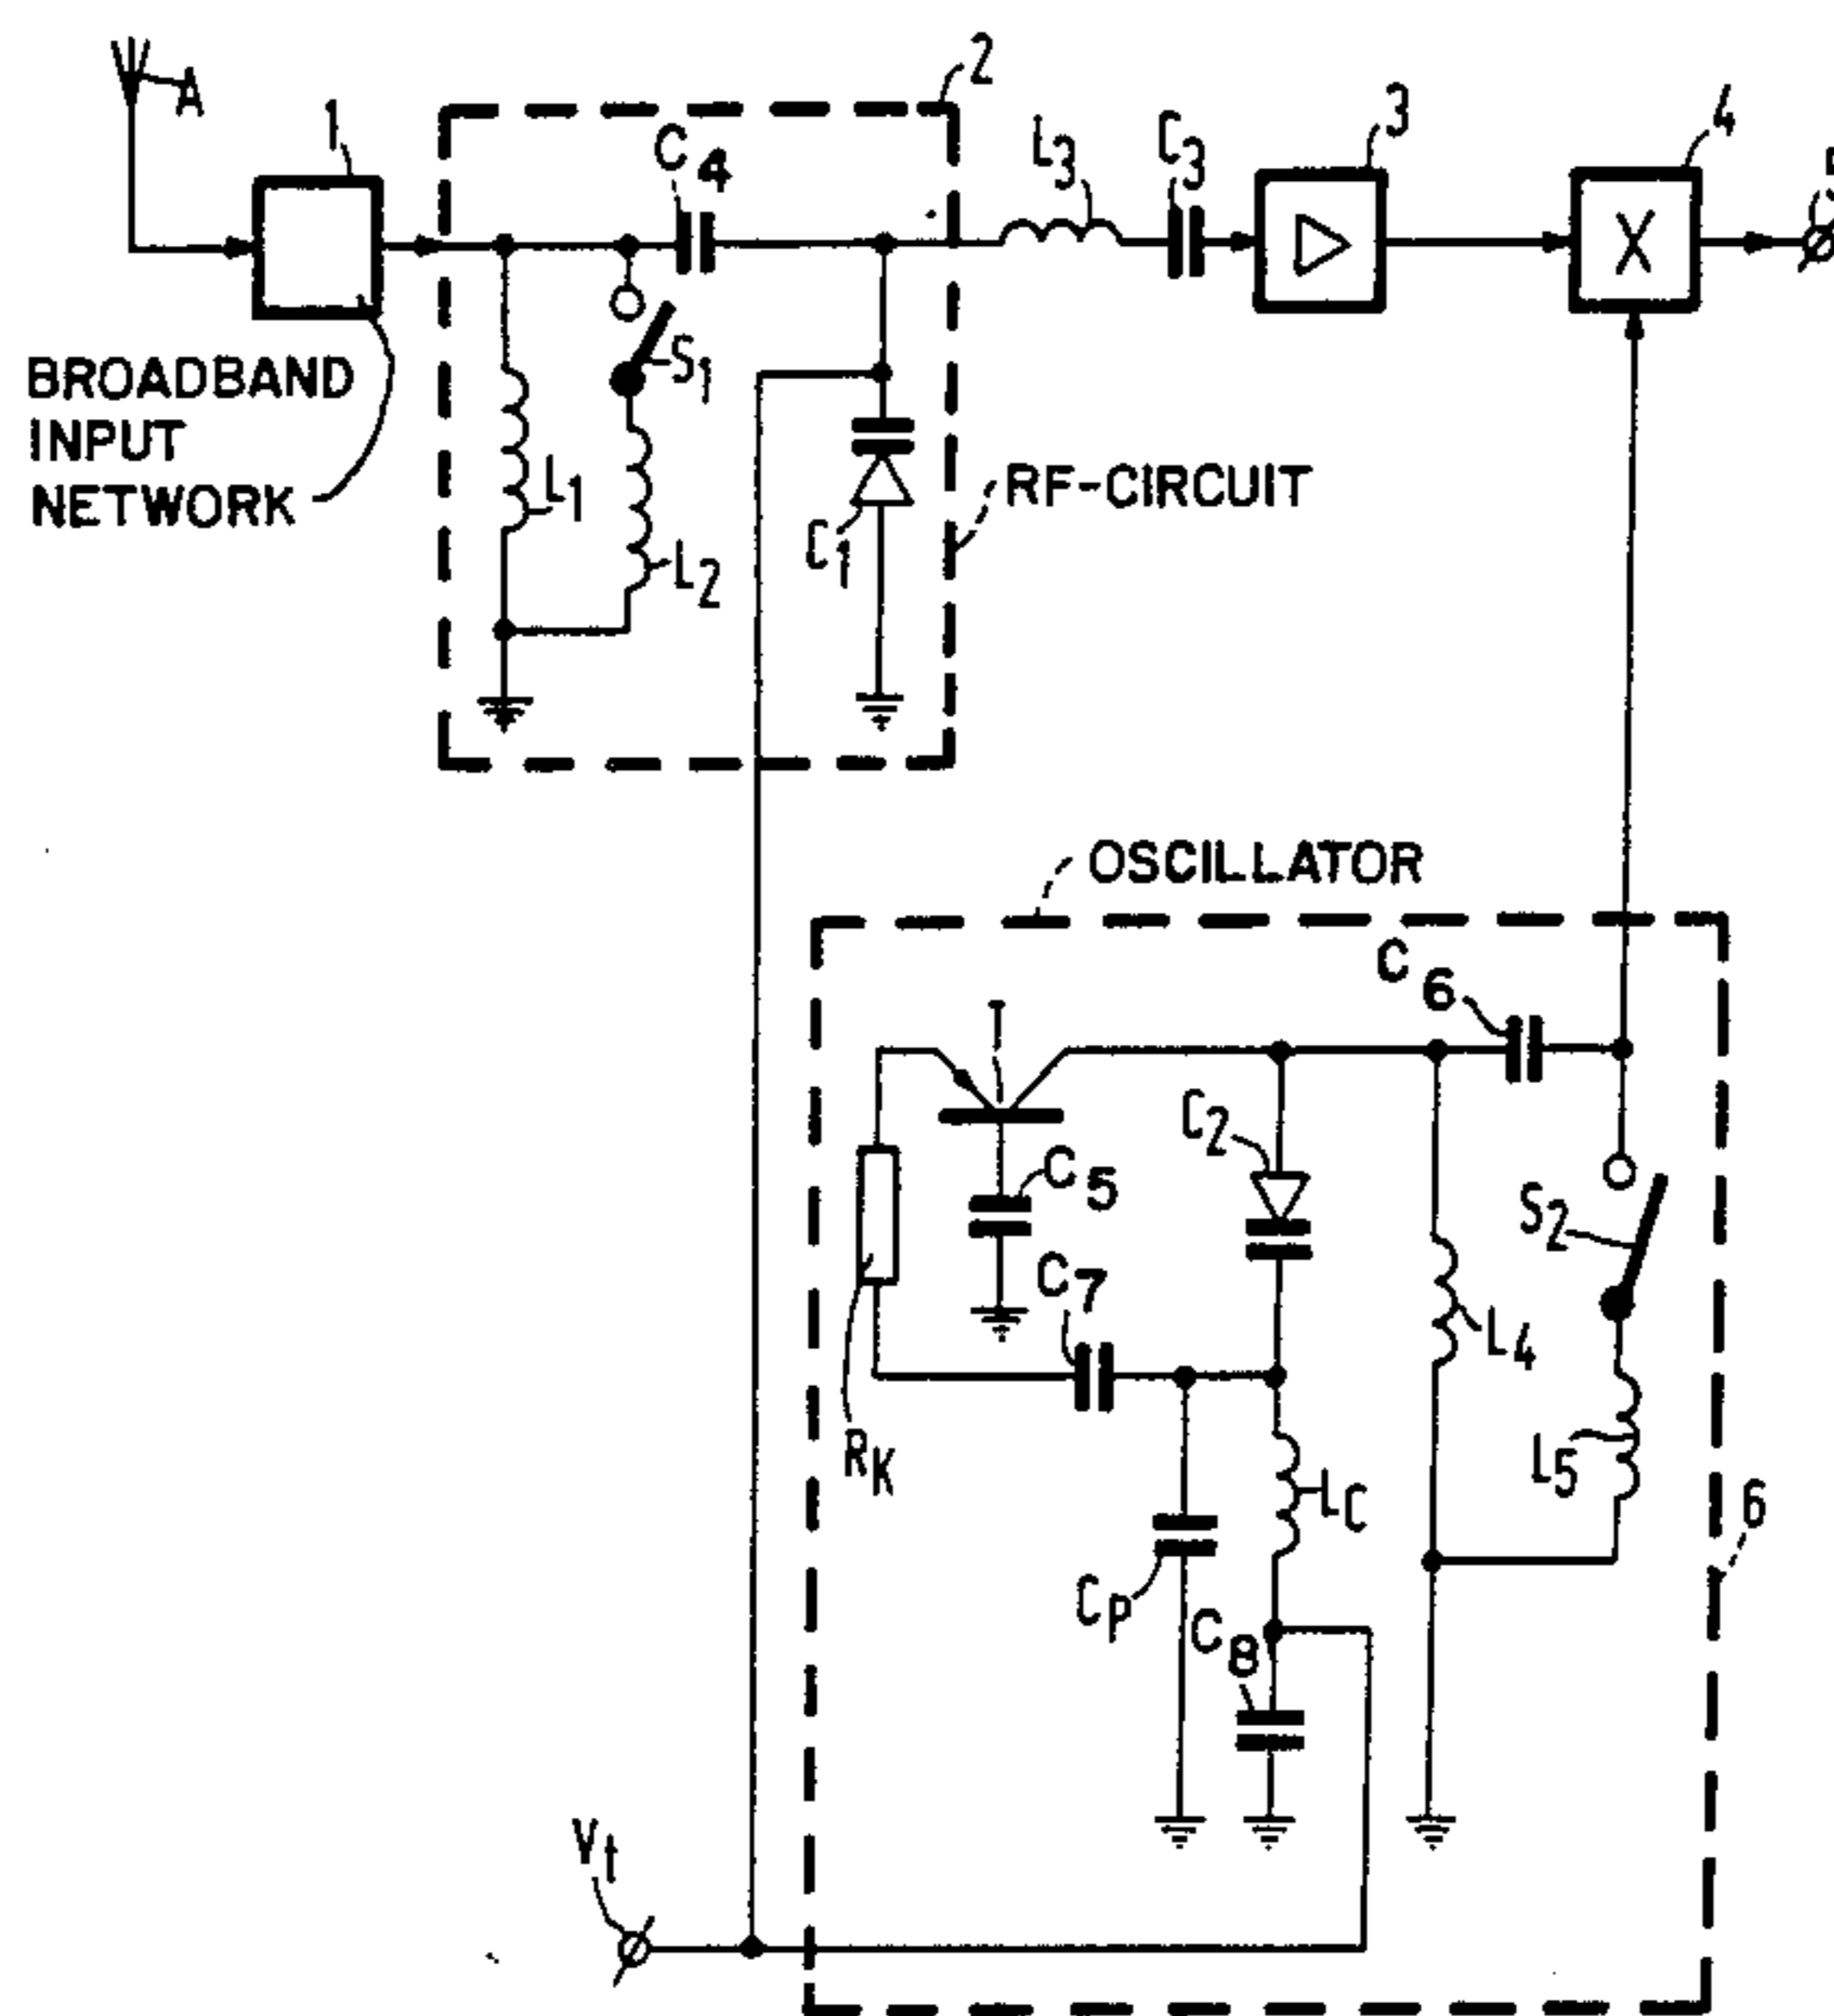 A
1
2
C4
L3
C3
3
4
5
S1
BROADBAND
INPUT
NETWORK
L1
L2
C1
RF-CIRCUIT
X
OSCILLATOR
C6
T
C2
C5
S2
C7
L4
RK
LC
L5
6
CP
C8
Vt